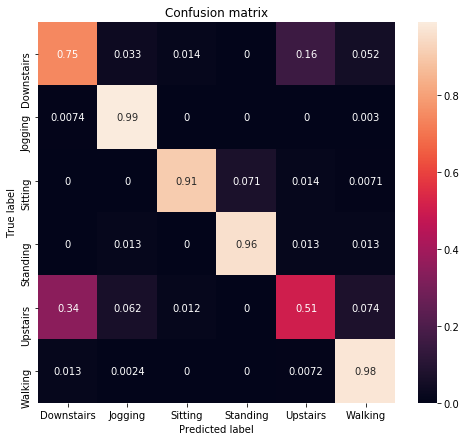 Confusion matrix
True label
Downstairs 0.75 0.033 0.014 0 0.16 0.052
Jogging 0.0074 0.99 0 0 0 0.003
Sitting 0 0 0.91 0.071 0.014 0.0071
Standing 0 0.013 0 0.96 0.013 0.013
Upstairs 0.34 0.062 0.012 0 0.51 0.074
Walking 0.013 0.0024 0 0 0.0072 0.98
Downstairs Jogging Sitting Standing Upstairs Walking
Predicted label
0.8
0.6
0.4
0.2
0.0